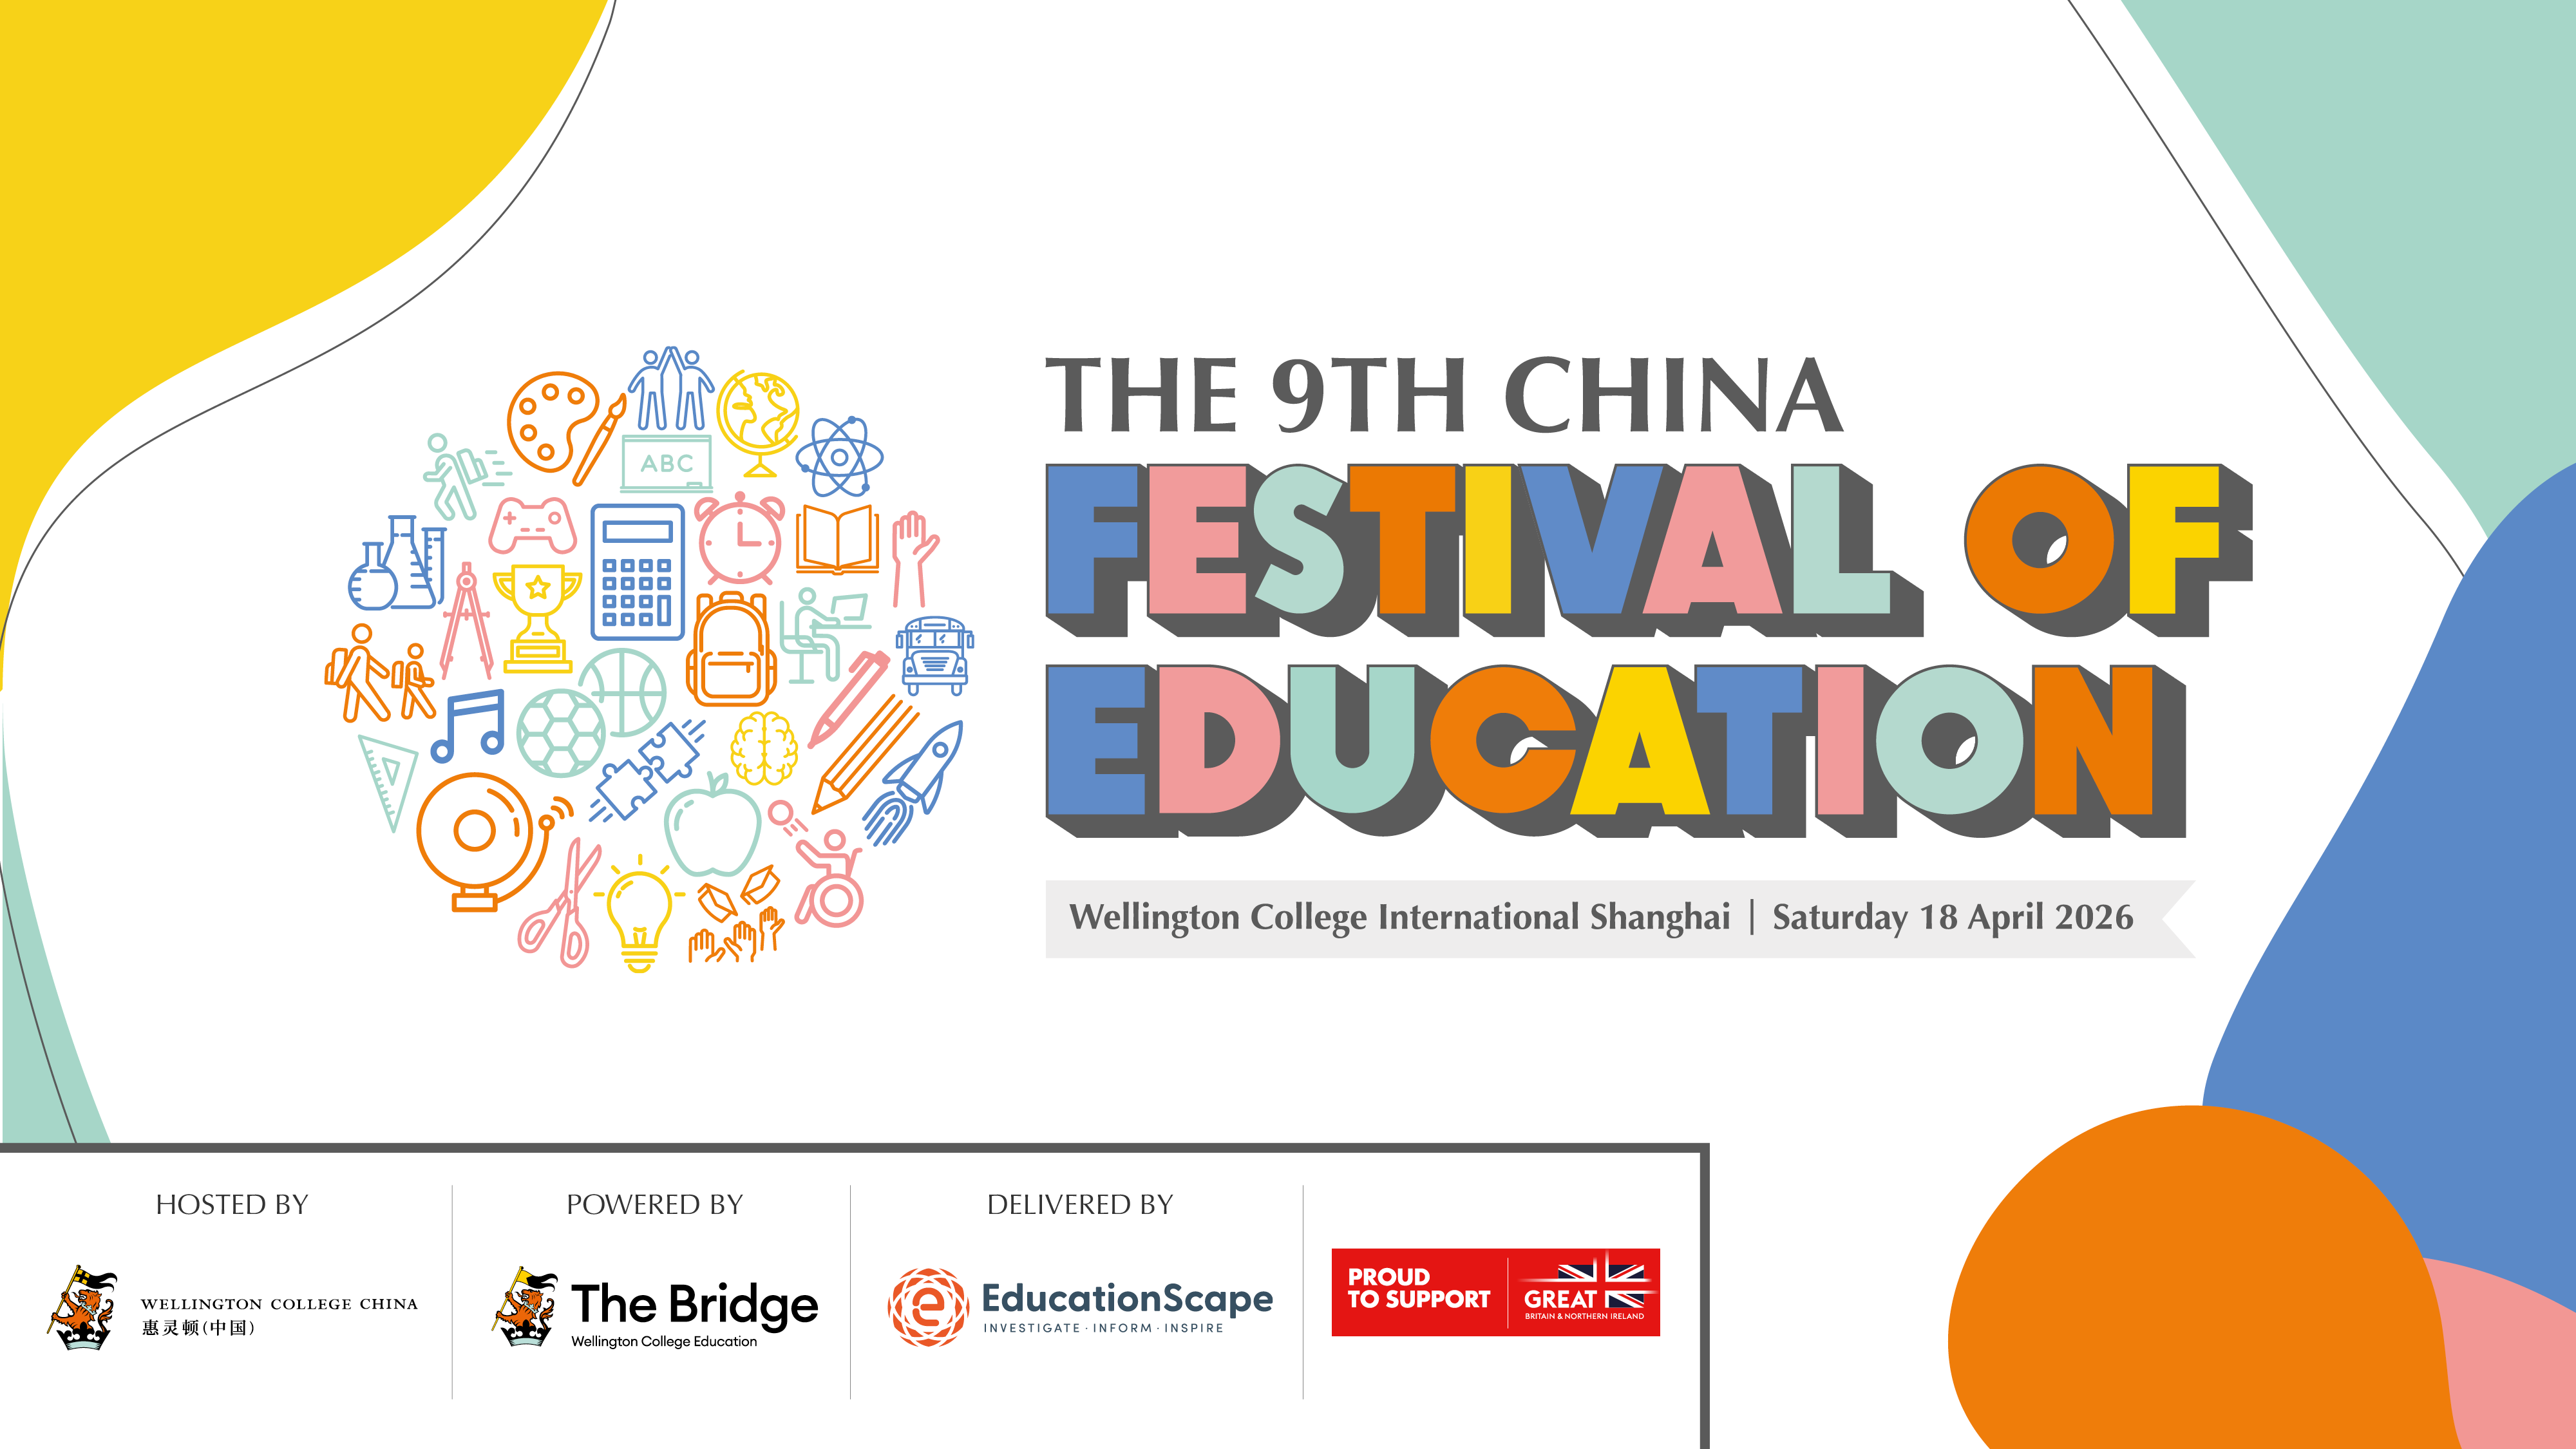 THE 9TH CHINA
FESTIVAL OF
EDUCATION
Wellington College International Shanghai | Saturday 18 April 2026
ABC
HOSTED BY
WELLINGTON COLLEGE CHINA
惠灵顿(中国)
POWERED BY
The Bridge
Wellington College Education
DELIVERED BY
e
EducationScape
INVESTIGATE · INFORM · INSPIRE
PROUD
TO SUPPORT
GREAT
BRITAIN & NORTHERN IRELAND